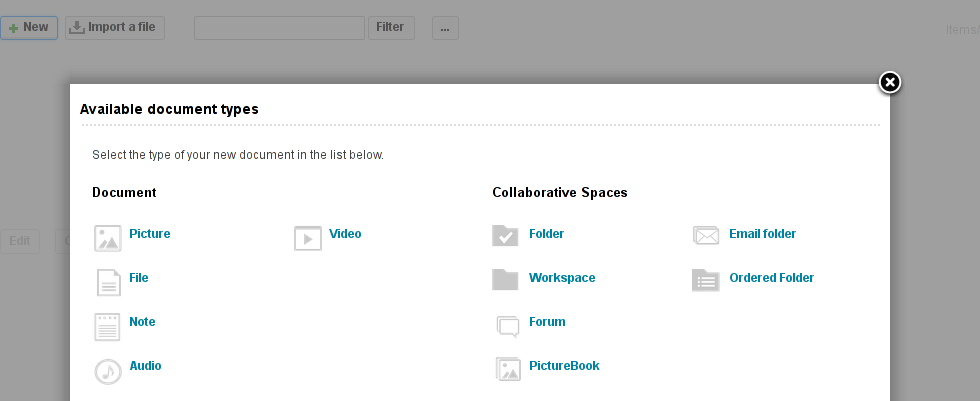 New Import a file Filter ...
Items/
Available document types
Select the type of your new document in the list below.
Document Collaborative Spaces
Picture Video Folder Email folder
Edit
File Workspace Ordered Folder
Note Forum
Audio PictureBook